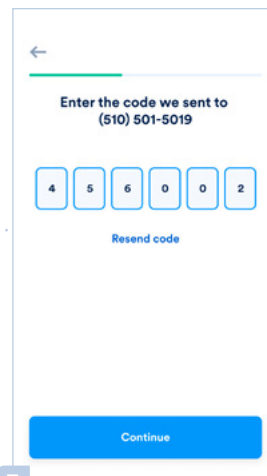 Enter the code we sent to
(510) 501-5019
4 5 6 0 0 2
Resend code
Continue